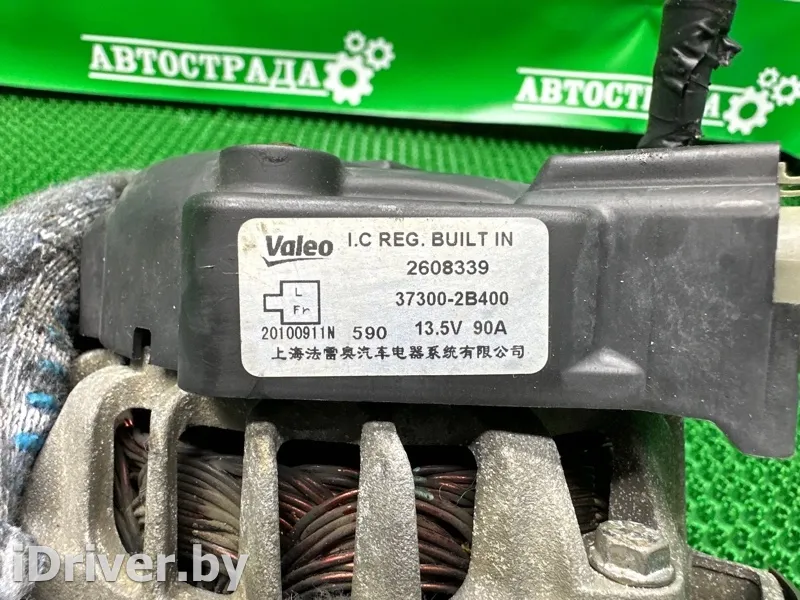 АВТОСТРАДА
АВТОСТРАДА
Valeo I.C REG. BUILT IN
2608339
L
Fr
37300-2B400
20100911N 590 13.5V 90A
上海法雷奥汽车电器系统有限公司
iDriver.by